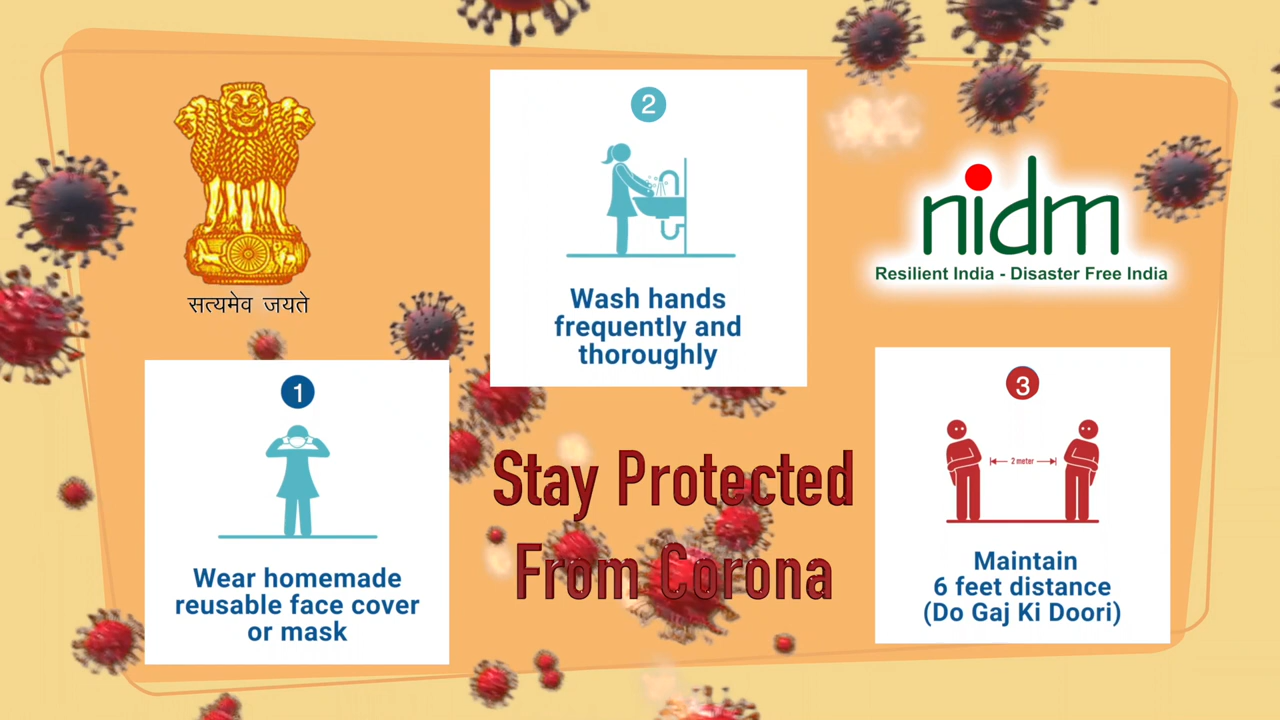 सत्यमेव जयते
2
Wash hands
frequently and
thoroughly
nidm
Resilient India - Disaster Free India
1
Wear homemade
reusable face cover
or mask
Stay Protected
From Corona
3
2 meter
Maintain
6 feet distance
(Do Gaj Ki Doori)